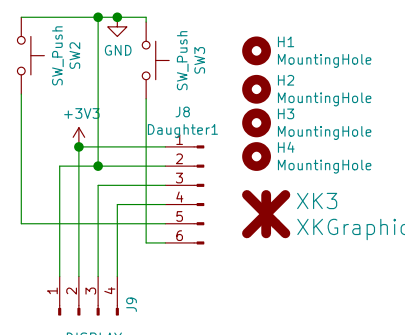 SW_Push
SW2
GND
SW_Push
SW3
H1
MountingHole
H2
MountingHole
H3
MountingHole
H4
MountingHole
+3V3
J8
Daughter1
1
2
3
4
5
6
XK3
XKGraphic
1
2
3
4
J9
DISPLAY